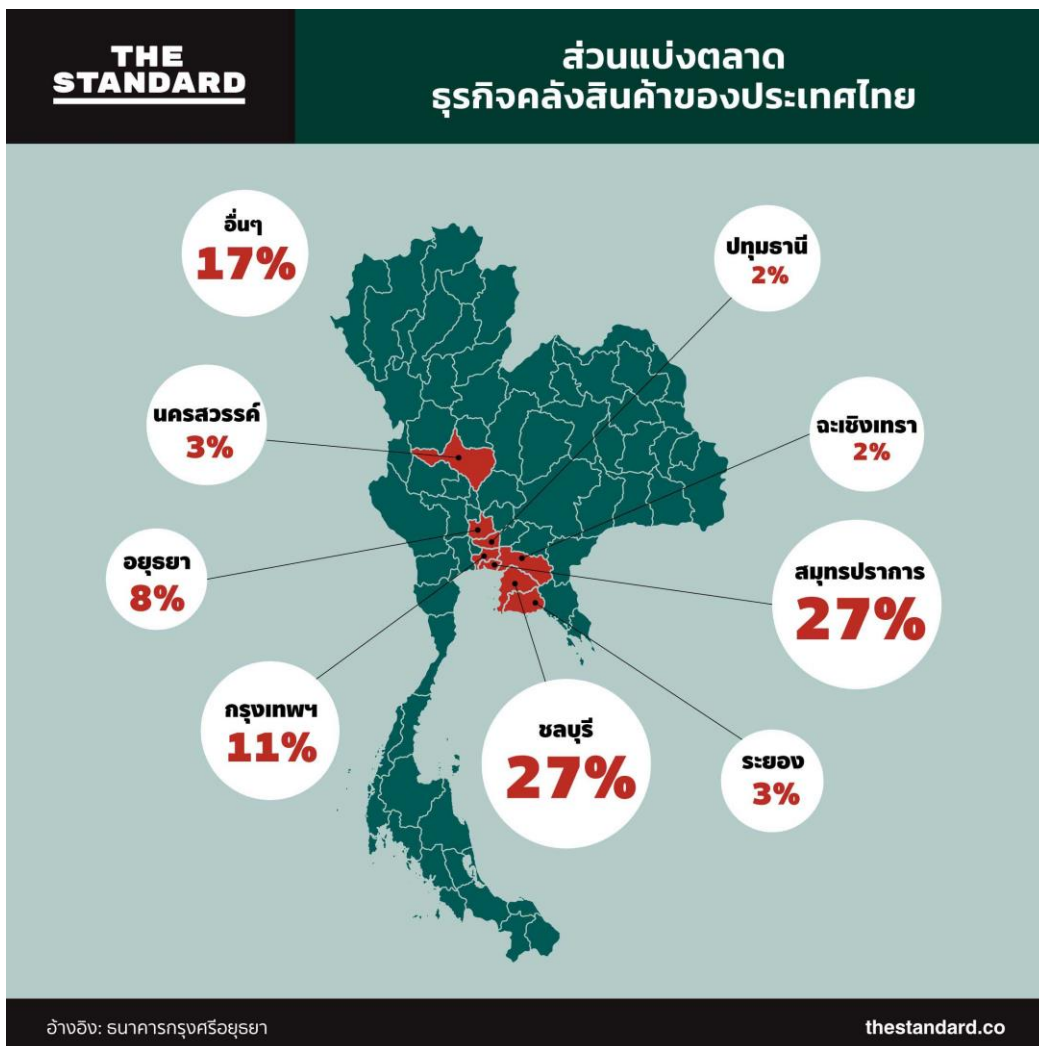 THE
STANDARD
ส่วนแบ่งตลาด
ธุรกิจคลังสินค้าของประเทศไทย
อื่นๆ
17%
ปทุมธานี
2%
นครสวรรค์
3%
ฉะเชิงเทรา
2%
อยุธยา
8%
สมุทรปราการ
27%
กรุงเทพฯ
11%
ชลบุรี
27%
ระยอง
3%
อ้างอิง: ธนาคารกรุงศรีอยุธยา
thestandard.co